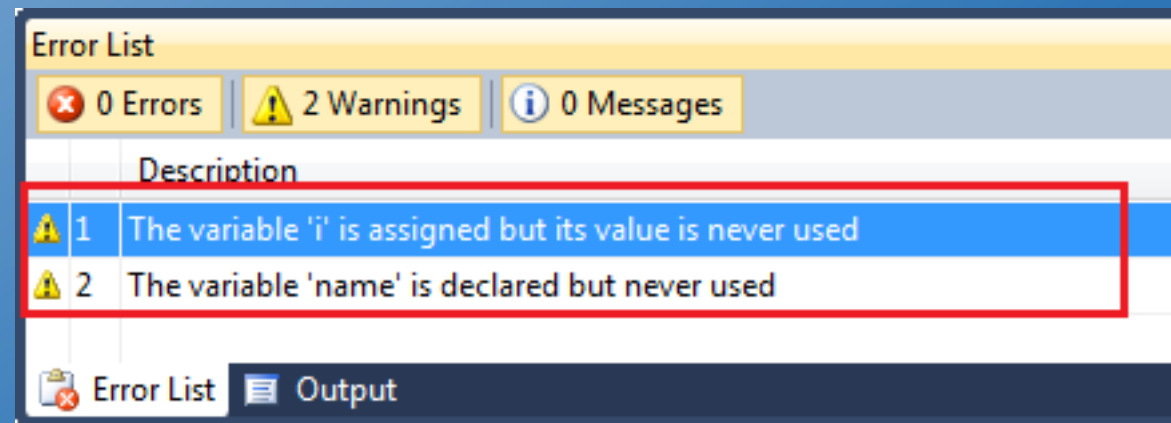 Error List
0 Errors 2 Warnings 0 Messages
Description
1 The variable 'i' is assigned but its value is never used
2 The variable 'name' is declared but never used
Error List Output